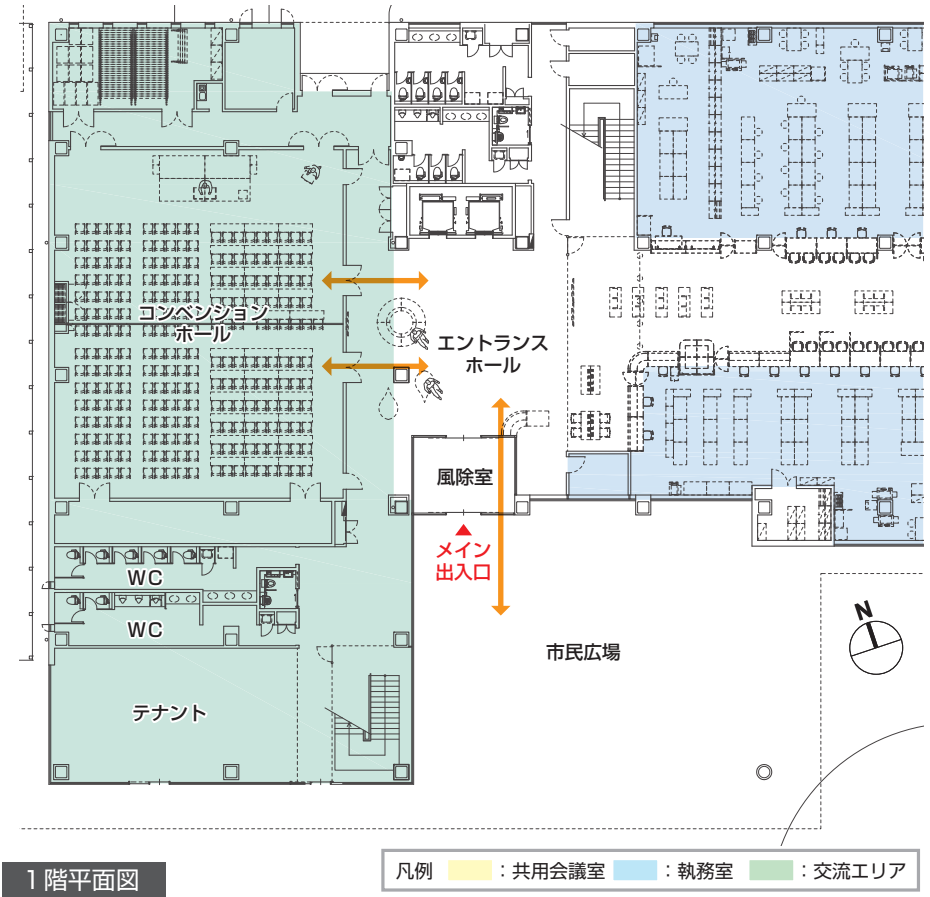 コンベンション
ホール
エントランス
ホール
風除室
メイン
出入口
WC
WC
市民広場
N
テナント
1階平面図
凡例 :共用会議室 :執務室 :交流エリア